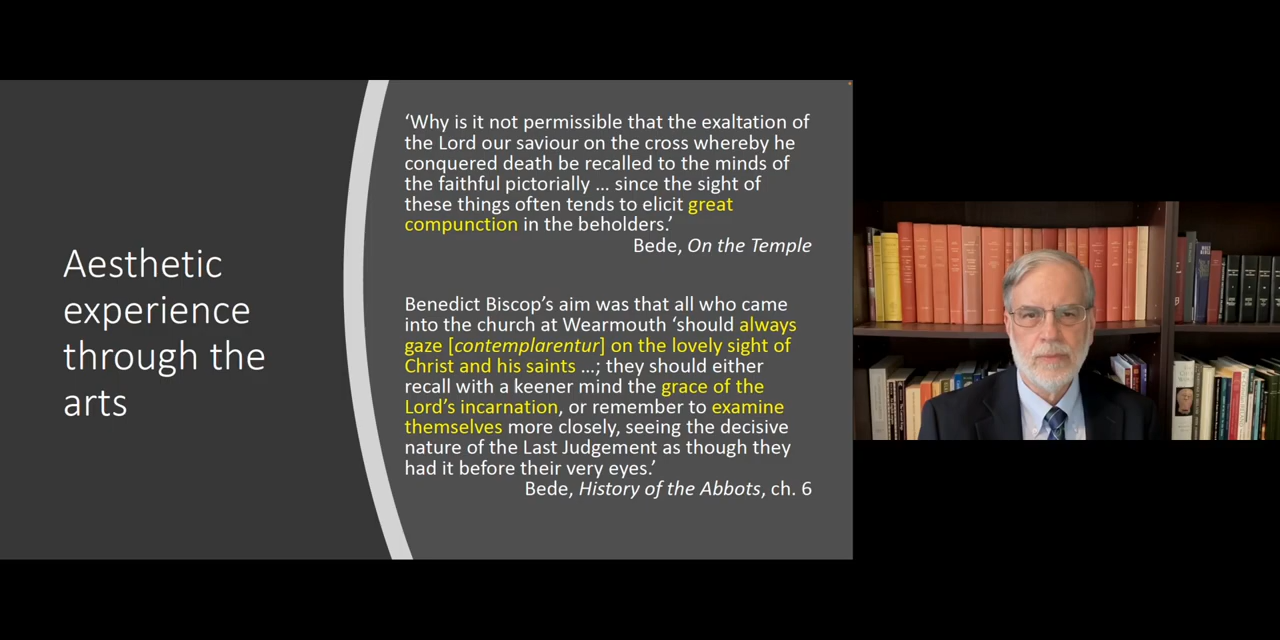 Aesthetic
experience
through the
arts
‘Why is it not permissible that the exaltation of
the Lord our saviour on the cross whereby he
conquered death be recalled to the minds of
the faithful pictorially ... since the sight of
these things often tends to elicit great
compunction in the beholders.’
Bede, On the Temple
Benedict Biscop’s aim was that all who came
into the church at Wearmouth ‘should always
gaze [contemplarentur] on the lovely sight of
Christ and his saints ...; they should either
recall with a keener mind the grace of the
Lord’s incarnation, or remember to examine
themselves more closely, seeing the decisive
nature of the Last Judgement as though they
had it before their very eyes.’
Bede, History of the Abbots, ch. 6